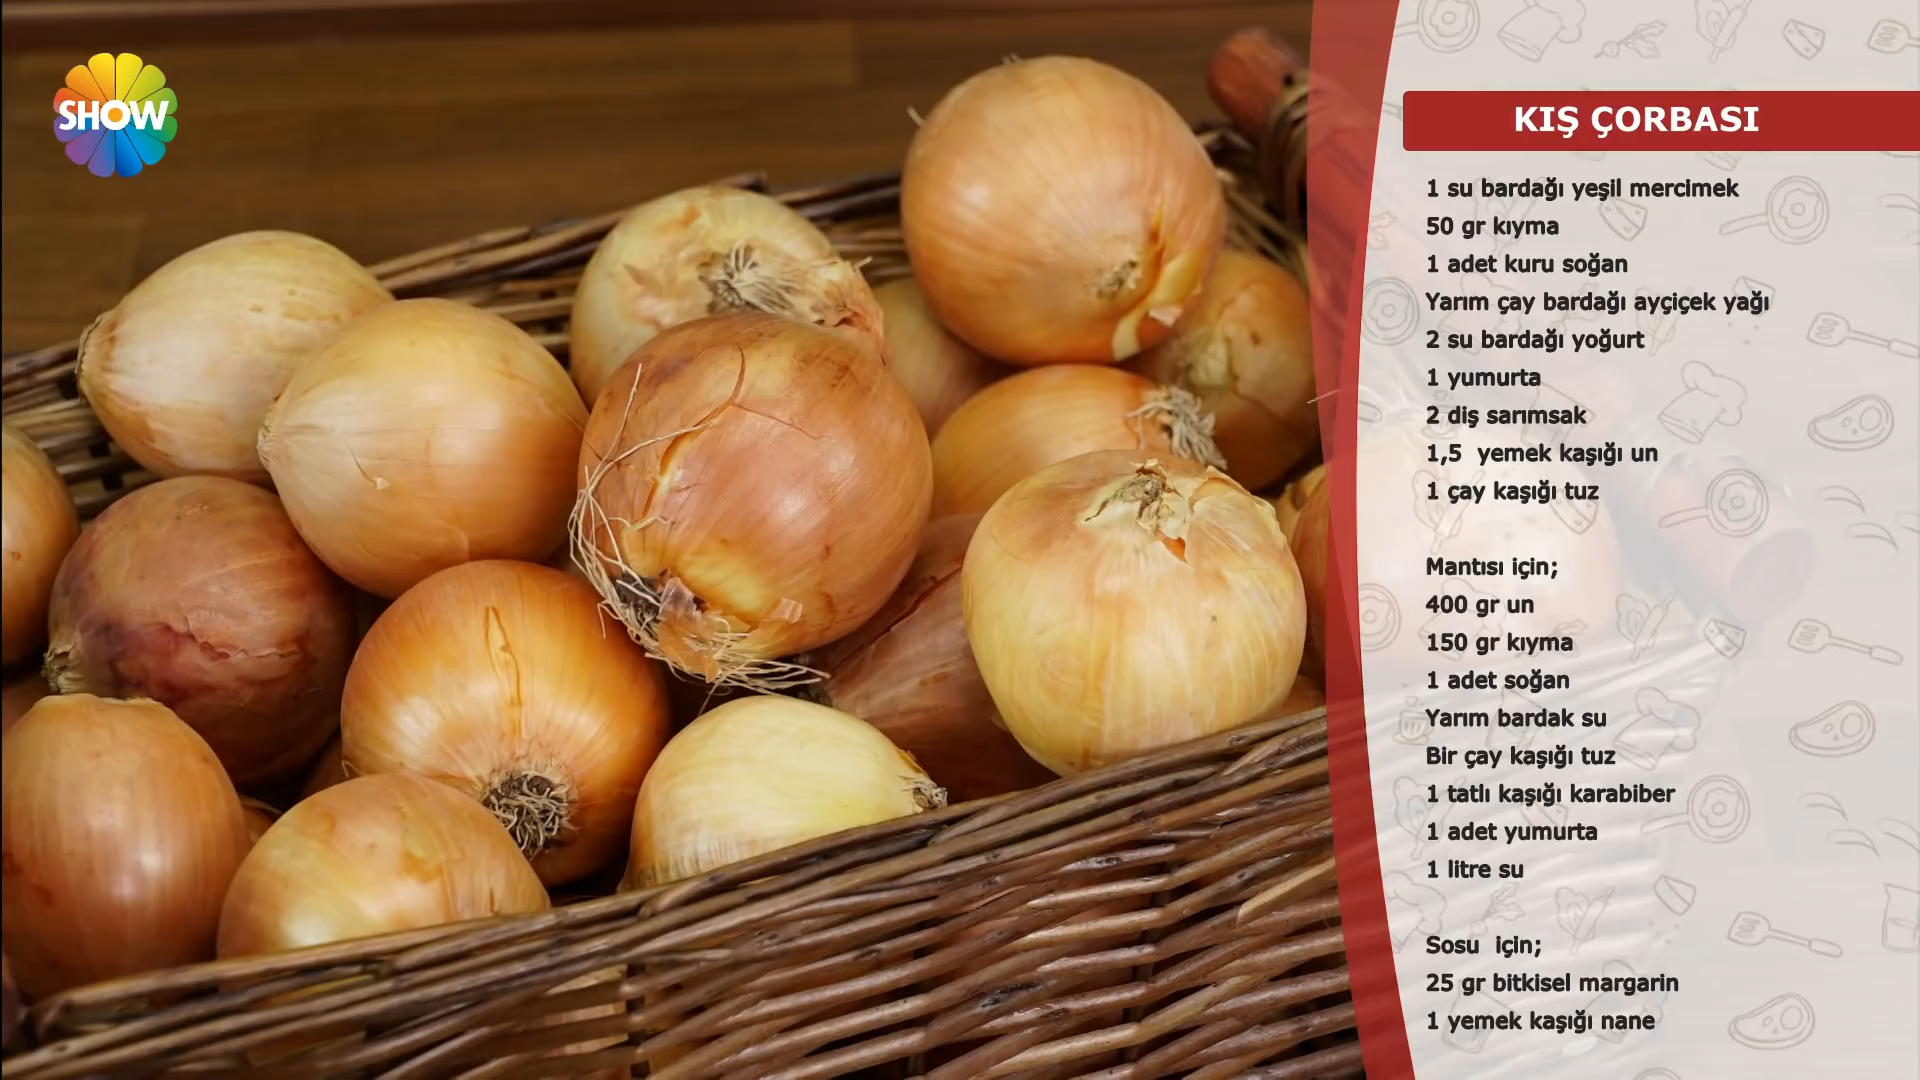 SHOW
KIŞ ÇORBASI
1 su bardağı yeşil mercimek
50 gr kıyma
1 adet kuru soğan
Yarım çay bardağı ayçiçek yağı
2 su bardağı yoğurt
1 yumurta
2 diş sarımsak
1,5  yemek kaşığı un
1 çay kaşığı tuz
Mantısı için;
400 gr un
150 gr kıyma
1 adet soğan
Yarım bardak su
Bir çay kaşığı tuz
1 tatlı kaşığı karabiber
1 adet yumurta
1 litre su
Sosu  için;
25 gr bitkisel margarin
1 yemek kaşığı nane